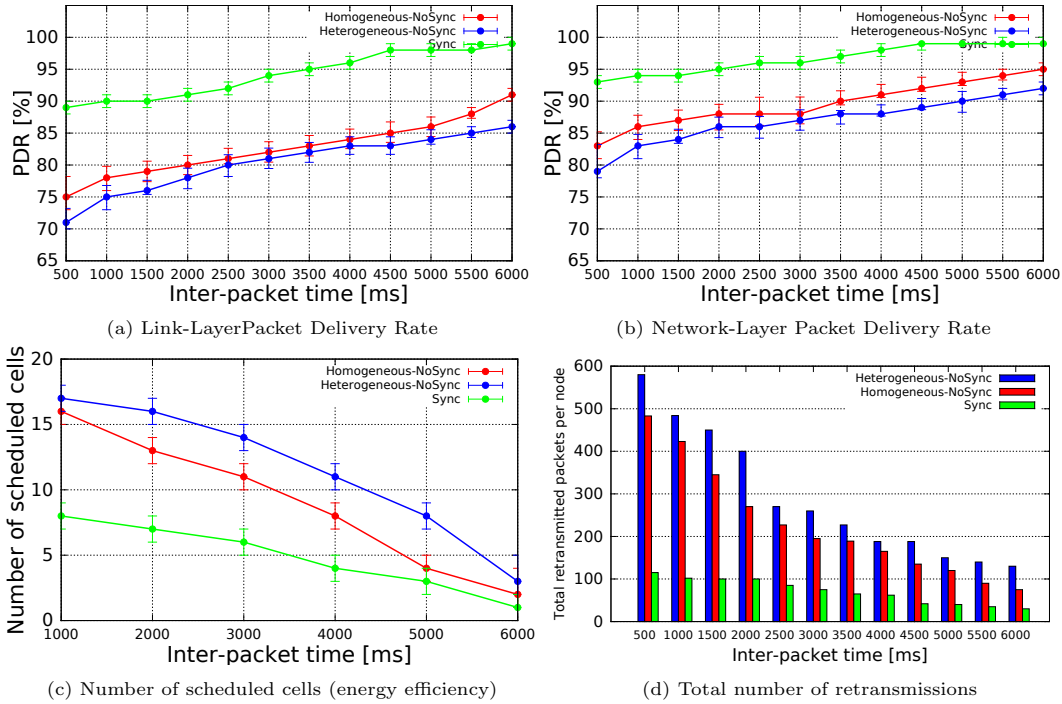 Homogeneous-NoSync
Heterogeneous-NoSync
Sync
PDR [%]
100
95
90
85
80
75
70
65
500 1000 1500 2000 2500 3000 3500 4000 4500 5000 5500 6000
Inter-packet time [ms]
(a) Link-LayerPacket Delivery Rate
Homogeneous-NoSync
Heterogeneous-NoSync
Sync
PDR [%]
100
95
90
85
80
75
70
65
500 1000 1500 2000 2500 3000 3500 4000 4500 5000 5500 6000
Inter-packet time [ms]
(b) Network-Layer Packet Delivery Rate
Homogeneous-NoSync
Heterogeneous-NoSync
Sync
Number of scheduled cells
20
15
10
5
0
1000 2000 3000 4000 5000 6000
Inter-packet time [ms]
(c) Number of scheduled cells (energy efficiency)
Heterogeneous-NoSync
Homogeneous-NoSync
Sync
Total retransmitted packets per node
600
500
400
300
200
100
0
500 1000 1500 2000 2500 3000 3500 4000 4500 5000 5500 6000
Inter-packet time [ms]
(d) Total number of retransmissions